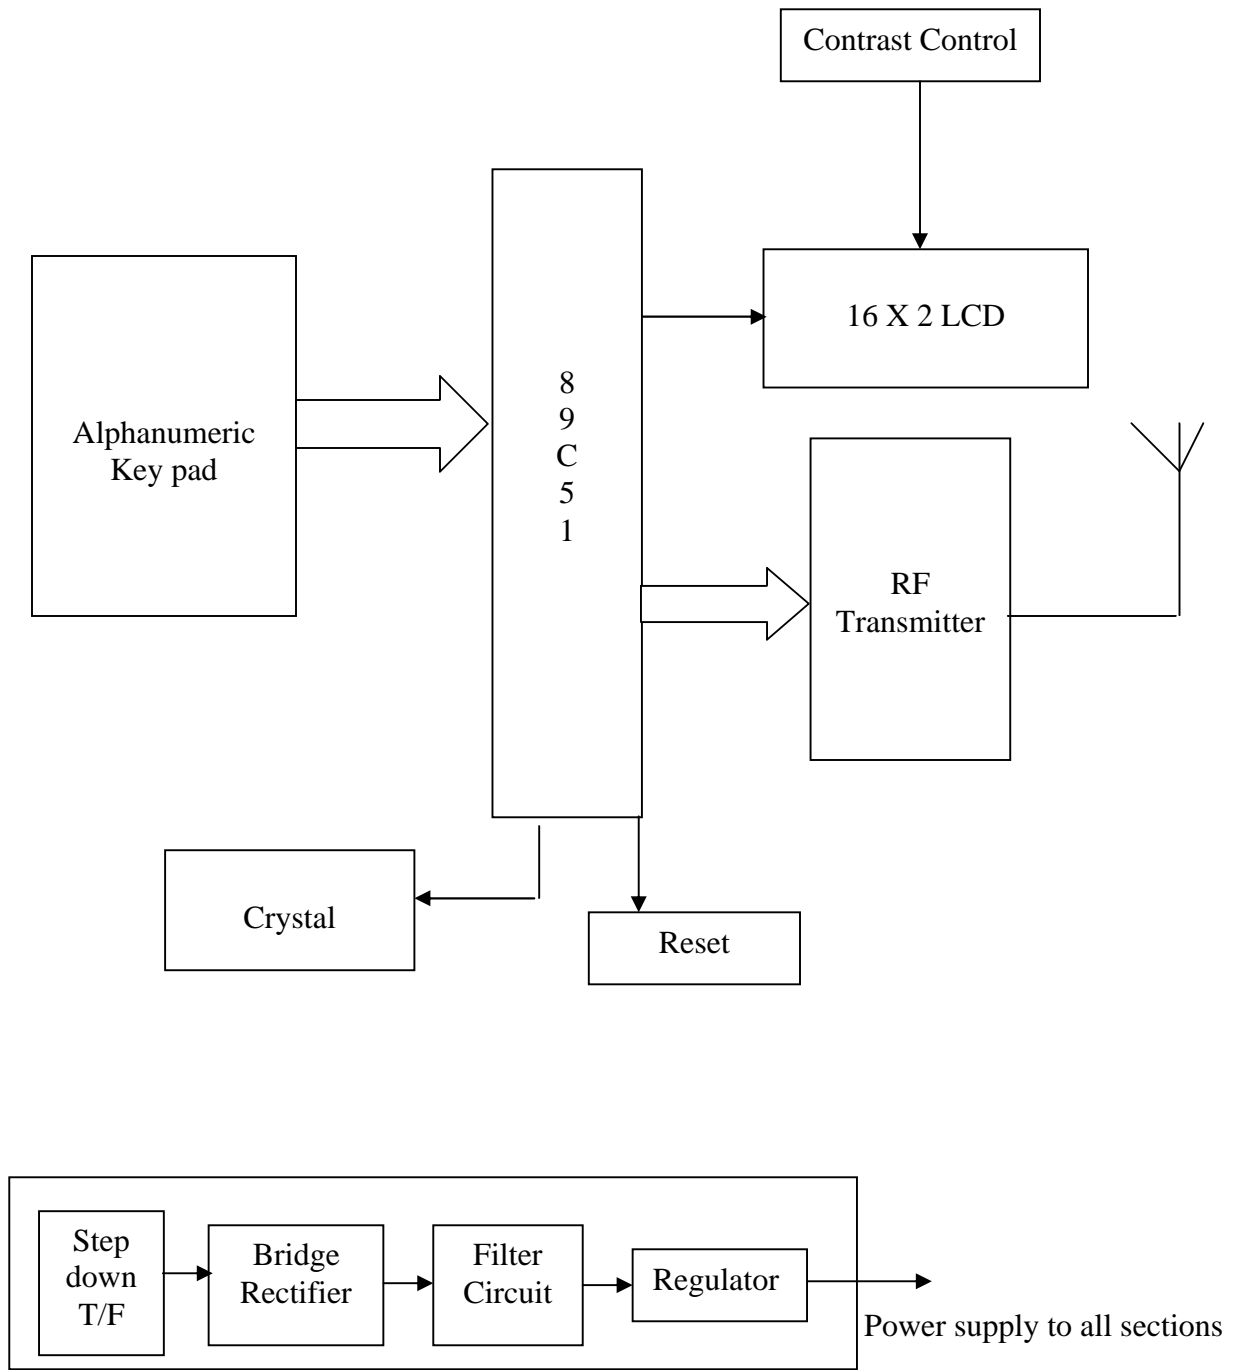 Contrast Control
16 X 2 LCD
Alphanumeric
Key pad
8
9
C
5
1
RF
Transmitter
Crystal
Reset
Step
down
T/F
Bridge
Rectifier
Filter
Circuit
Regulator
Power supply to all sections